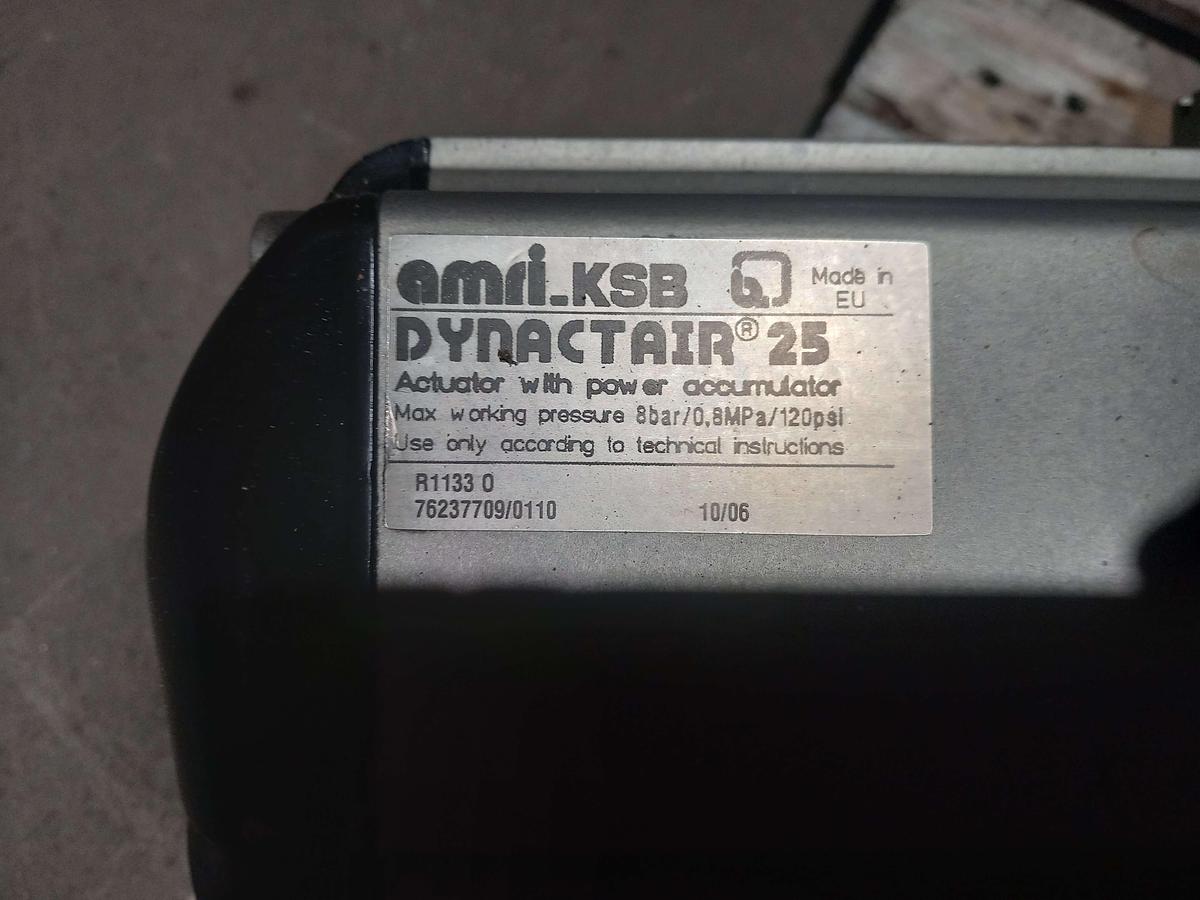 amri-KSB Made in
EU
DYNACTAIR® 25
Actuator with power accumulator
Max working pressure 8bar/0,8MPa/120psi
Use only according to technical instructions
R1133 0
76237709/0110 10/06